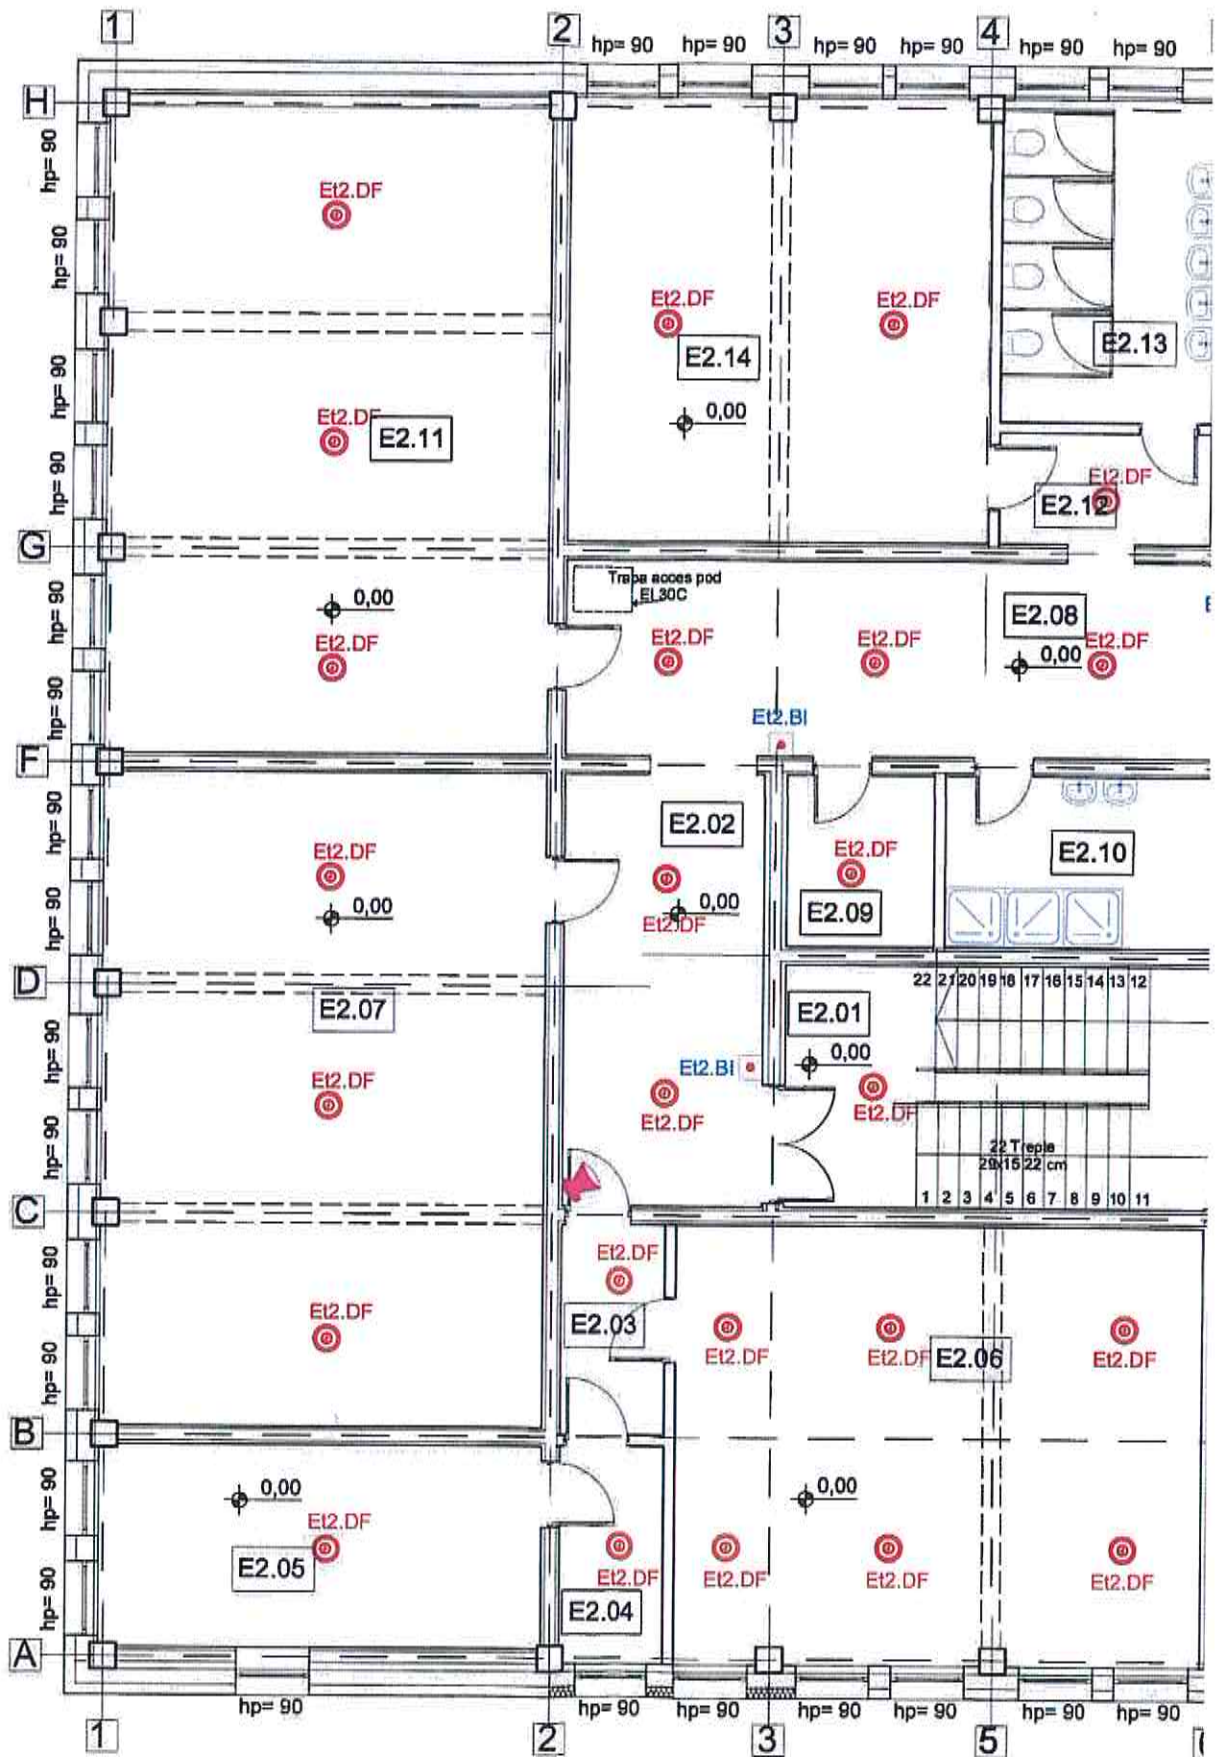 1
2
3
4
hp= 90
hp= 90
hp= 90
hp= 90
hp= 90
hp= 90
H
hp= 90
hp= 90
hp= 90
hp= 90
Et2.DF
Et2.DF
Et2.DF
E2.14
E2.13
0,00
Et2.DF
E2.11
Et2.DF
E2.12
G
0,00
Trapa acces pod
EI.30C
E2.08
0,00
hp= 90
hp= 90
Et2.DF
Et2.DF
Et2.DF
Et2.DF
Et2.BI
F
hp= 90
hp= 90
E2.02
E2.10
Et2.DF
Et2.DF
0,00
0,00
E2.09
Et2.DF
D
E2.07
22 21 20 19 18 17 16 15 14 13 12
E2.01
0,00
hp= 90
hp= 90
Et2.DF
Et2.BI
Et2.DF
Et2.DF
22 Trepte
29x15,22 cm
1 2 3 4 5 6 7 8 9 10 11
C
hp= 90
hp= 90
Et2.DF
Et2.DF
E2.03
Et2.DF
Et2.DF
E2.06
Et2.DF
B
hp= 90
hp= 90
0,00
0,00
Et2.DF
E2.05
Et2.DF
Et2.DF
Et2.DF
Et2.DF
E2.04
A
hp= 90
hp= 90
hp= 90
hp= 90
hp= 90
hp= 90
1
2
3
5